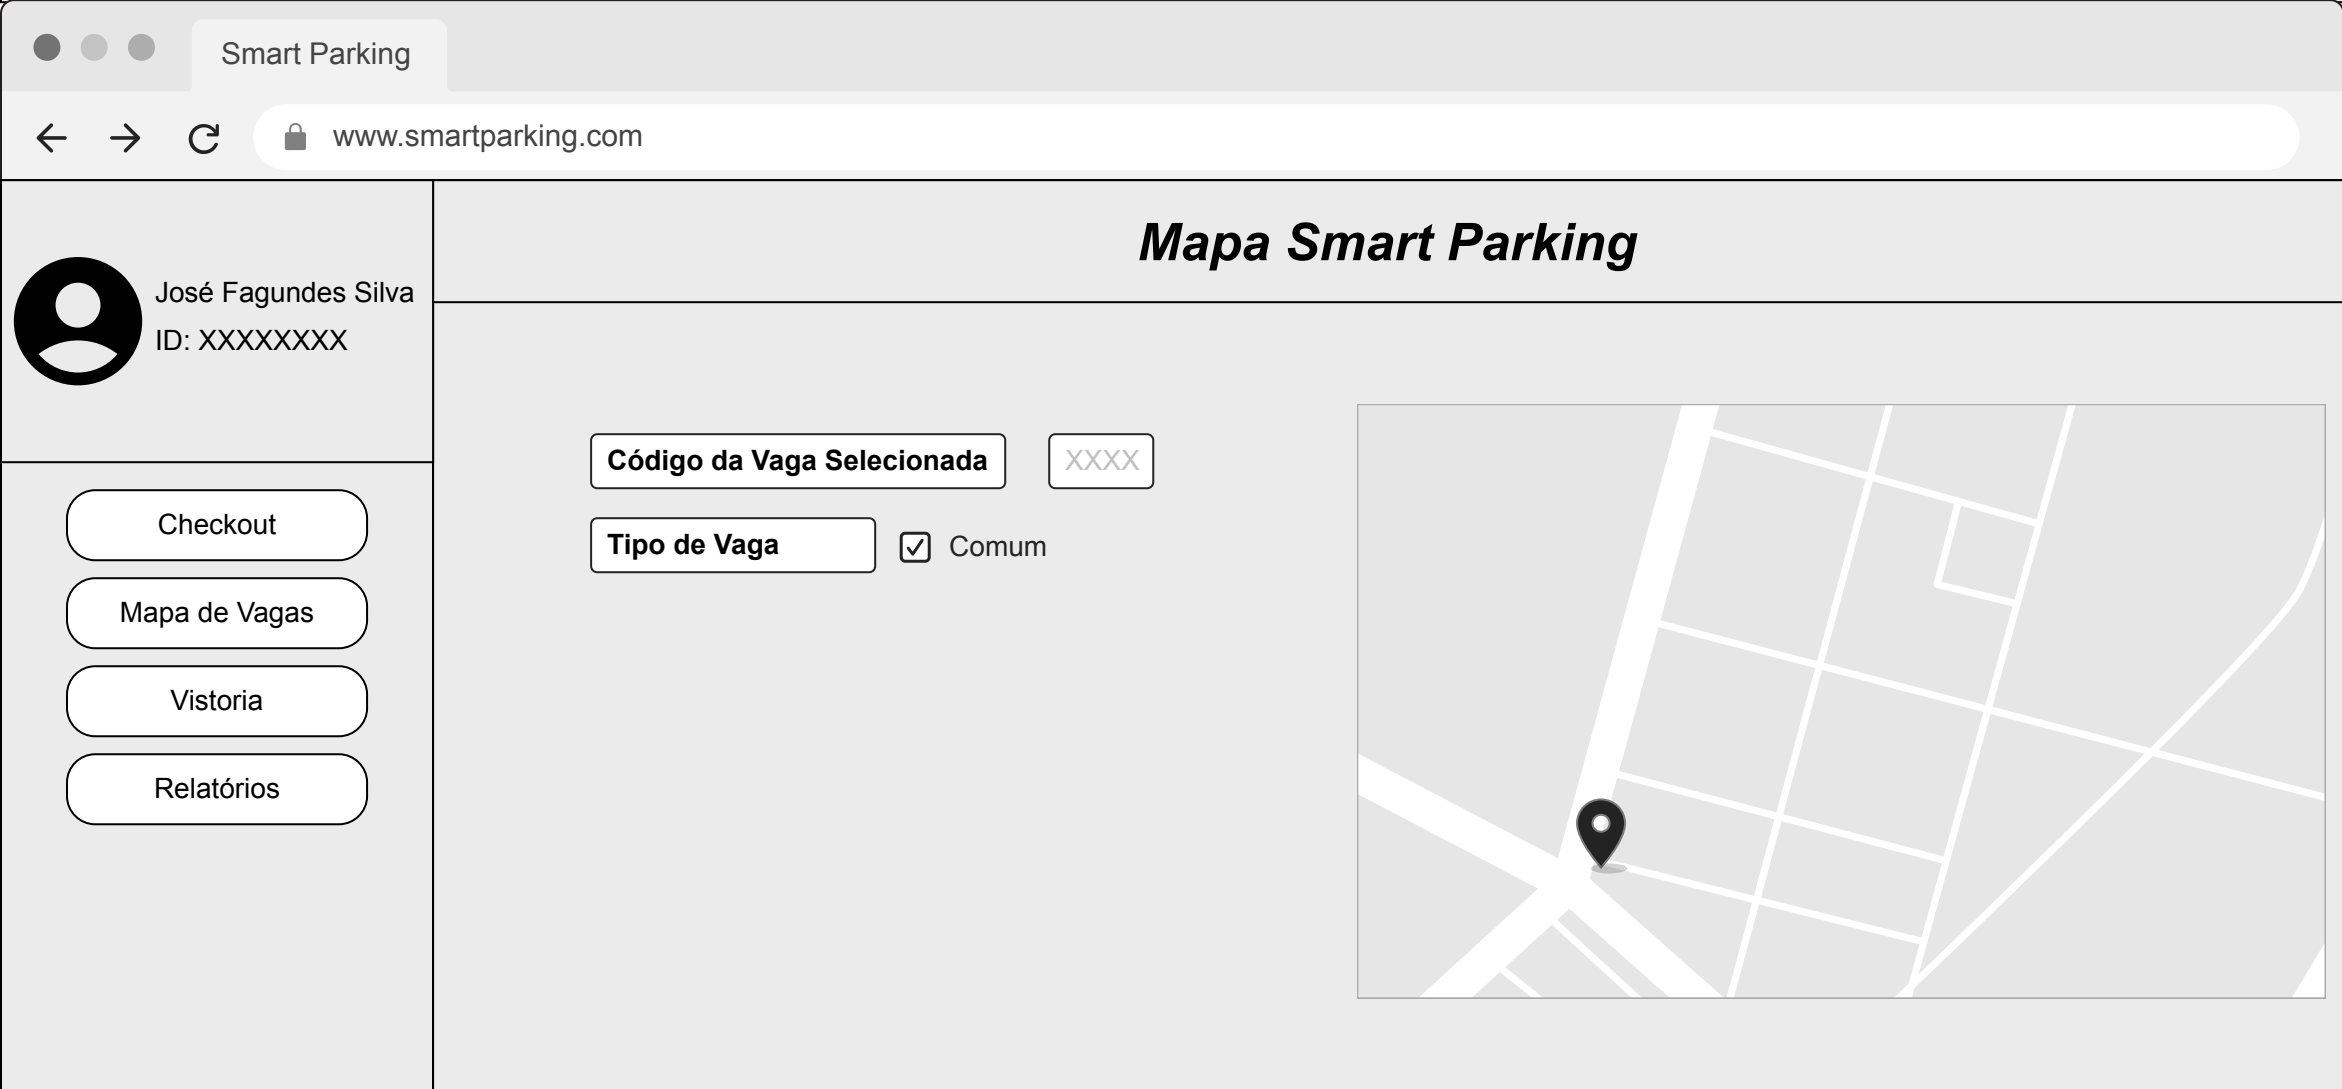 Smart Parking
www.smartparking.com
José Fagundes Silva
ID: XXXXXXXX
Checkout
Mapa de Vagas
Vistoria
Relatórios
Mapa Smart Parking
Código da Vaga Selecionada
XXXX
Tipo de Vaga
Comum